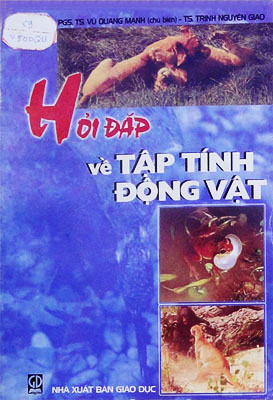 PGS. TS. VŨ QUANG MẠNH (chủ biên) - TS. TRỊNH NGUYÊN GIAO
HỎI ĐÁP
về TẬP TÍNH
ĐỘNG VẬT
GD
NHÀ XUẤT BẢN GIÁO DỤC